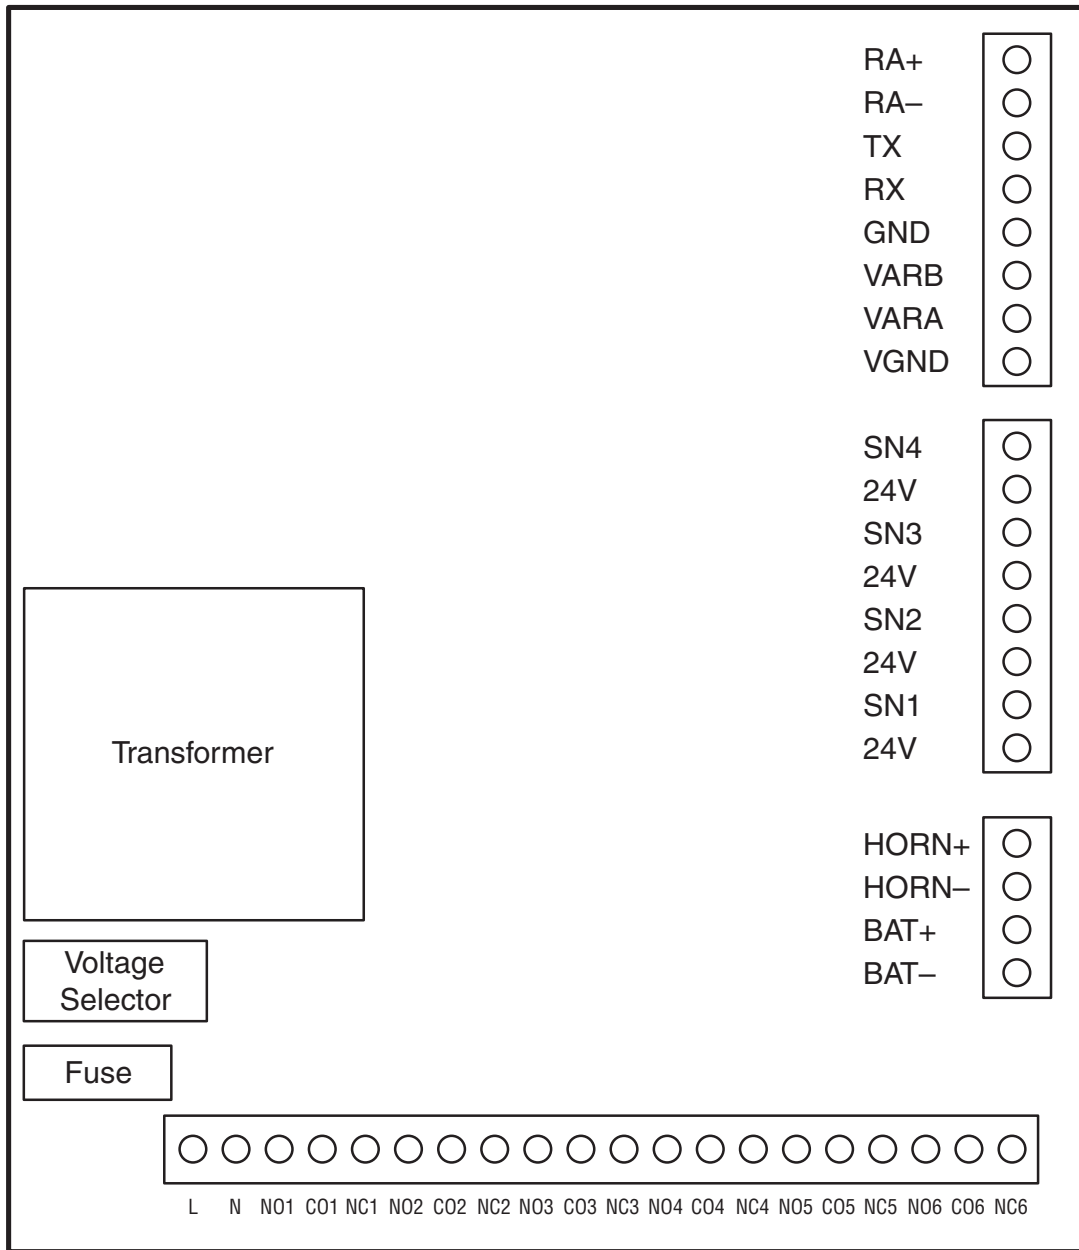 RA+
RA–
TX
RX
GND
VARB
VARA
VGND
SN4
24V
SN3
24V
SN2
24V
SN1
24V
Transformer
HORN+
HORN–
BAT+
BAT–
Voltage
Selector
Fuse
L N NO1 CO1 NC1 NO2 CO2 NC2 NO3 CO3 NC3 NO4 CO4 NC4 NO5 CO5 NC5 NO6 CO6 NC6